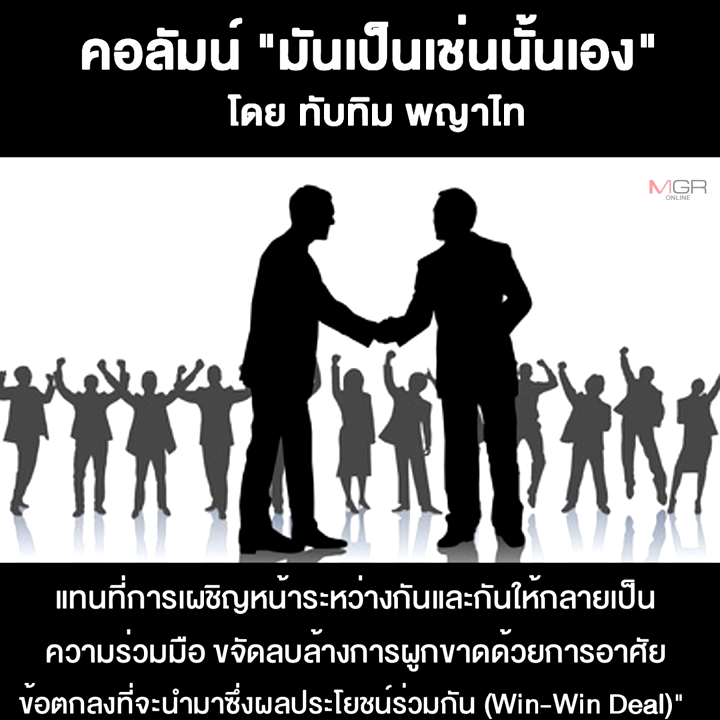 คอลัมน์ "มันเป็นเช่นนั้นเอง"
โดย ทับทิม พญาไท
MGR
ONLINE
แทนที่การเผชิญหน้าระหว่างกันและกันให้กลายเป็น
ความร่วมมือ ขจัดลบล้างการผูกขาดด้วยการอาศัย
ข้อตกลงที่จะนำมาซึ่งผลประโยชน์ร่วมกัน (Win-Win Deal)"